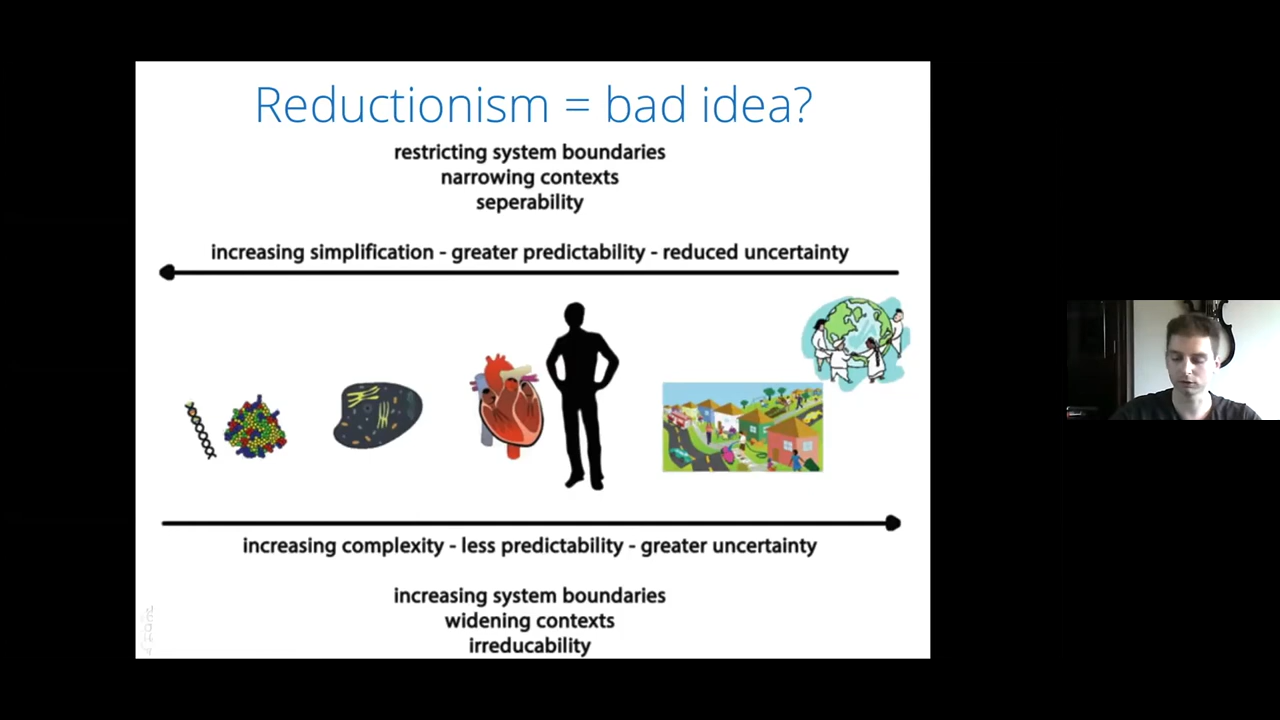 Reductionism = bad idea?
restricting system boundaries
narrowing contexts
seperability
increasing simplification - greater predictability - reduced uncertainty
increasing complexity - less predictability - greater uncertainty
increasing system boundaries
widening contexts
irreducability